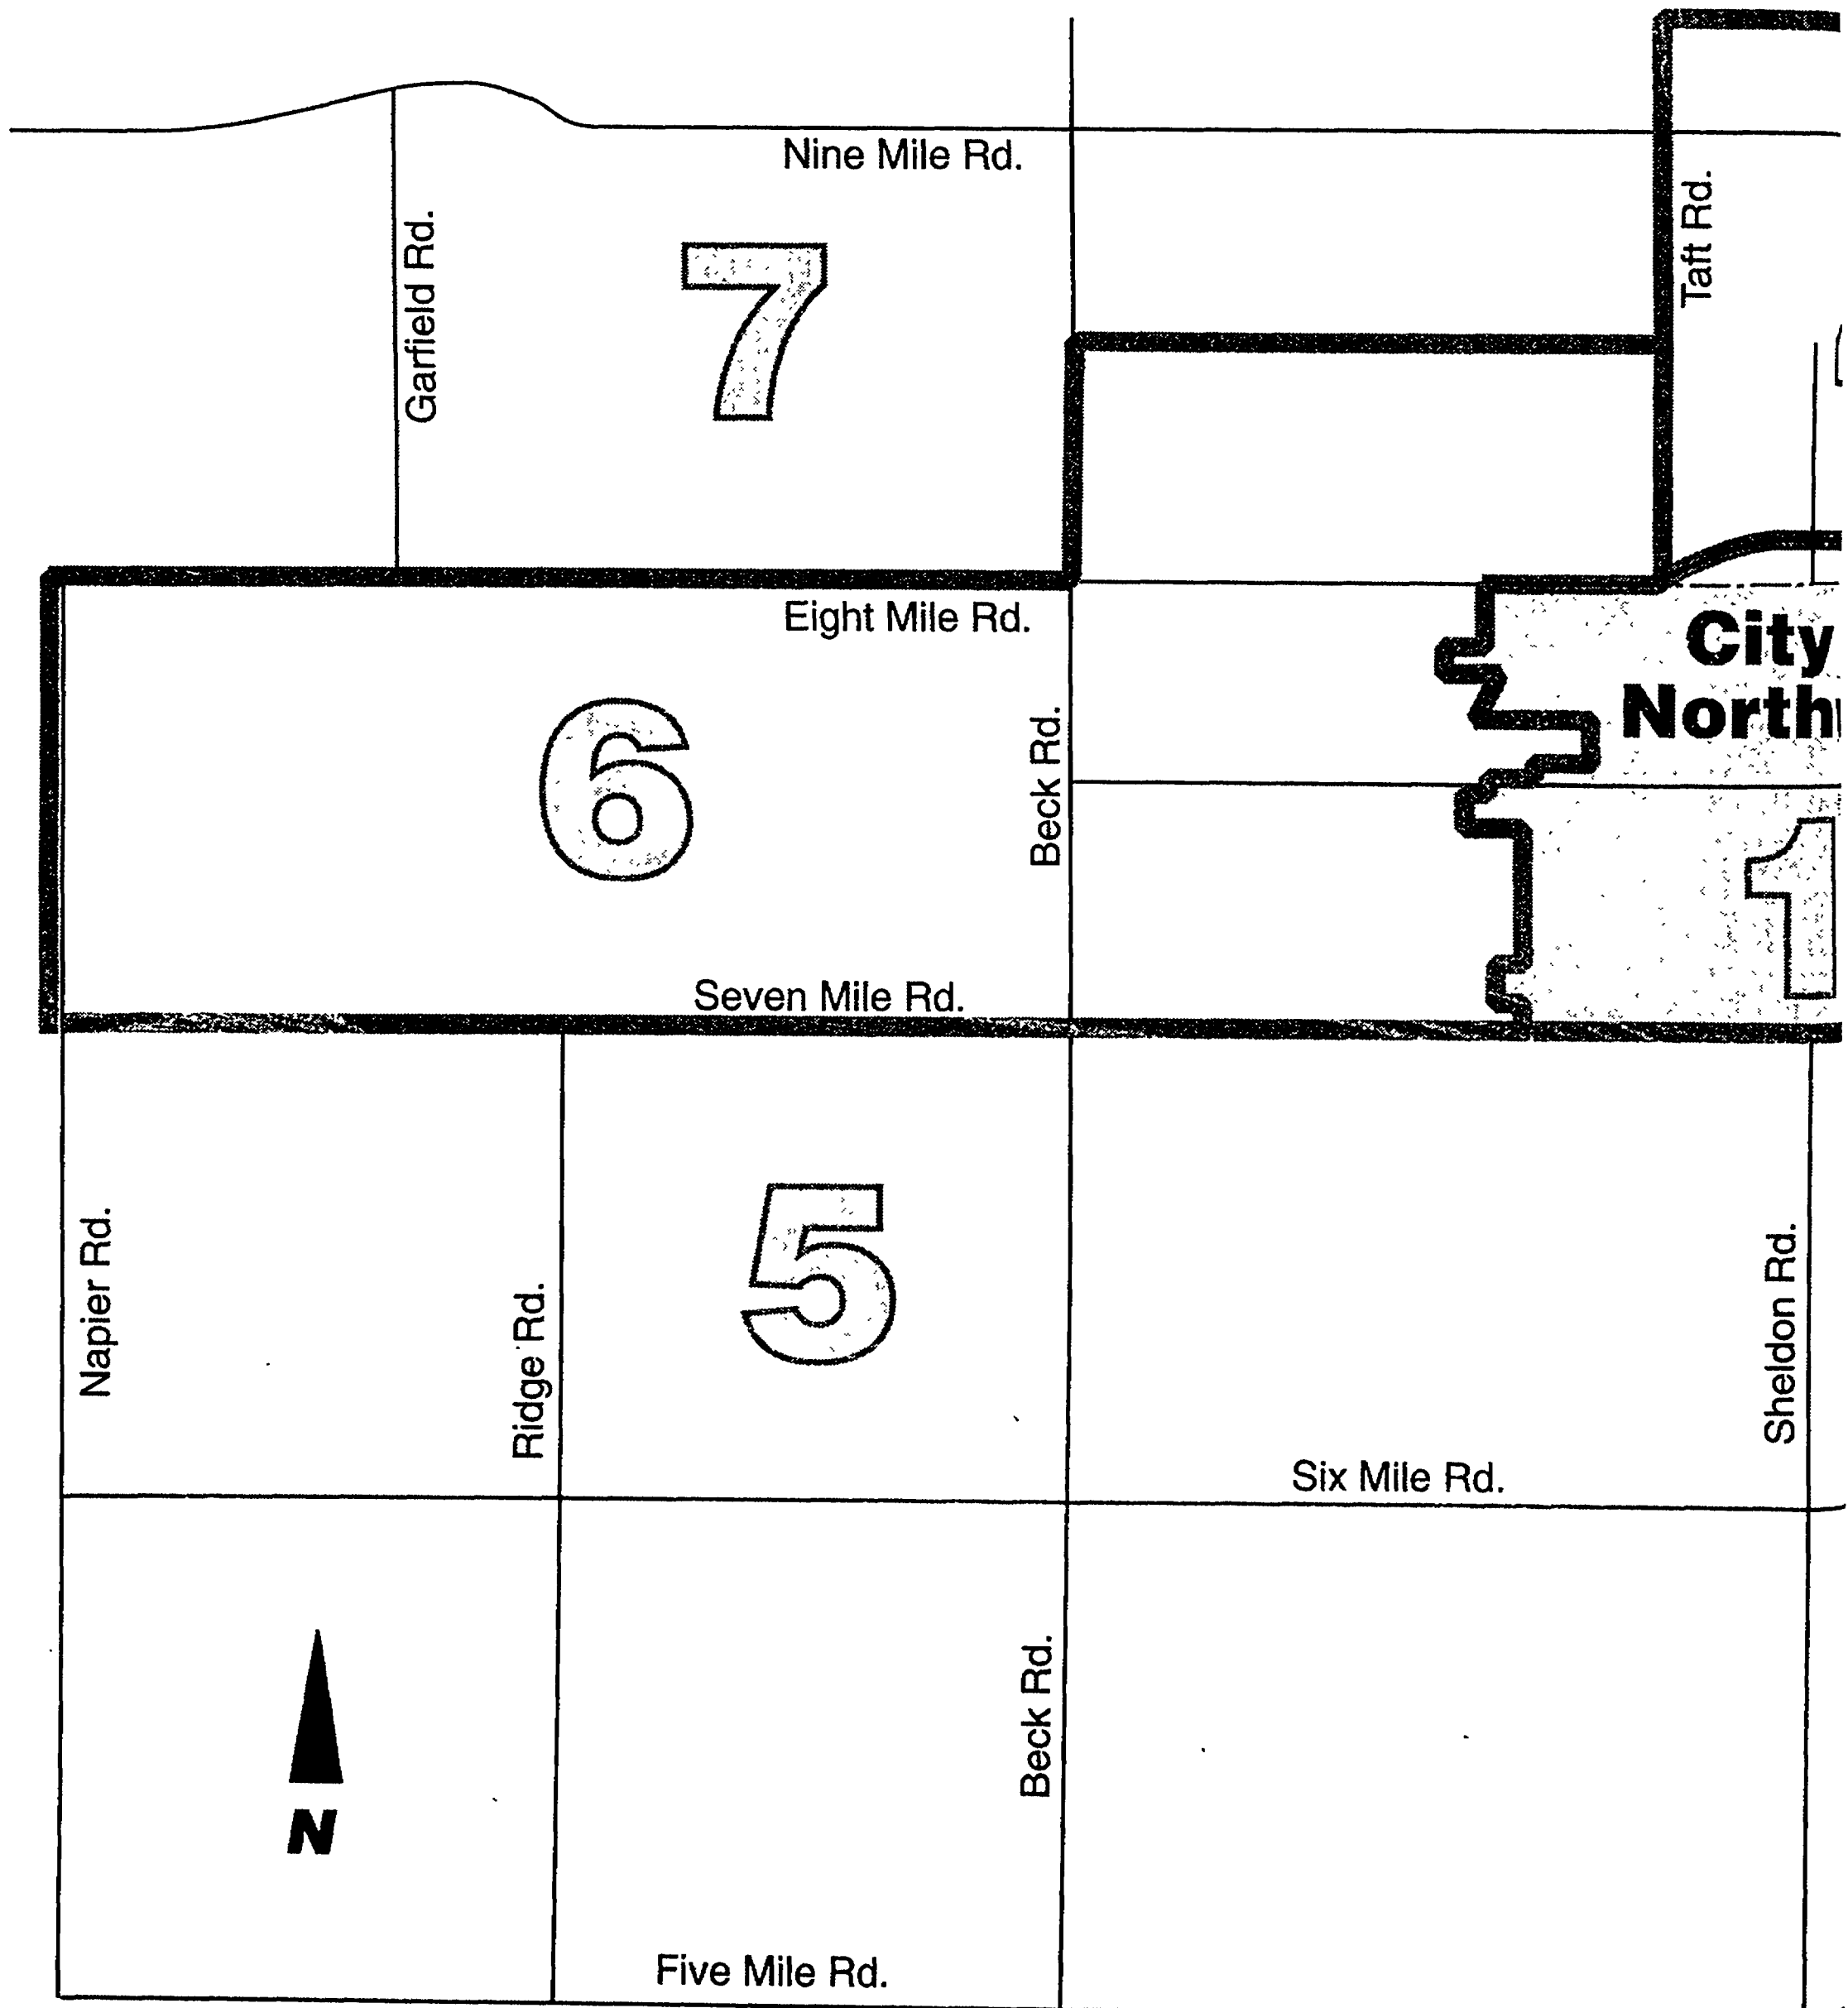 Nine Mile Rd.
Garfield Rd.
Taft Rd.
7
Eight Mile Rd.
City
6
Beck Rd.
1
Seven Mile Rd.
5
Napier Rd.
Ridge Rd.
Sheldon Rd.
Six Mile Rd.
Beck Rd.
N
Five Mile Rd.